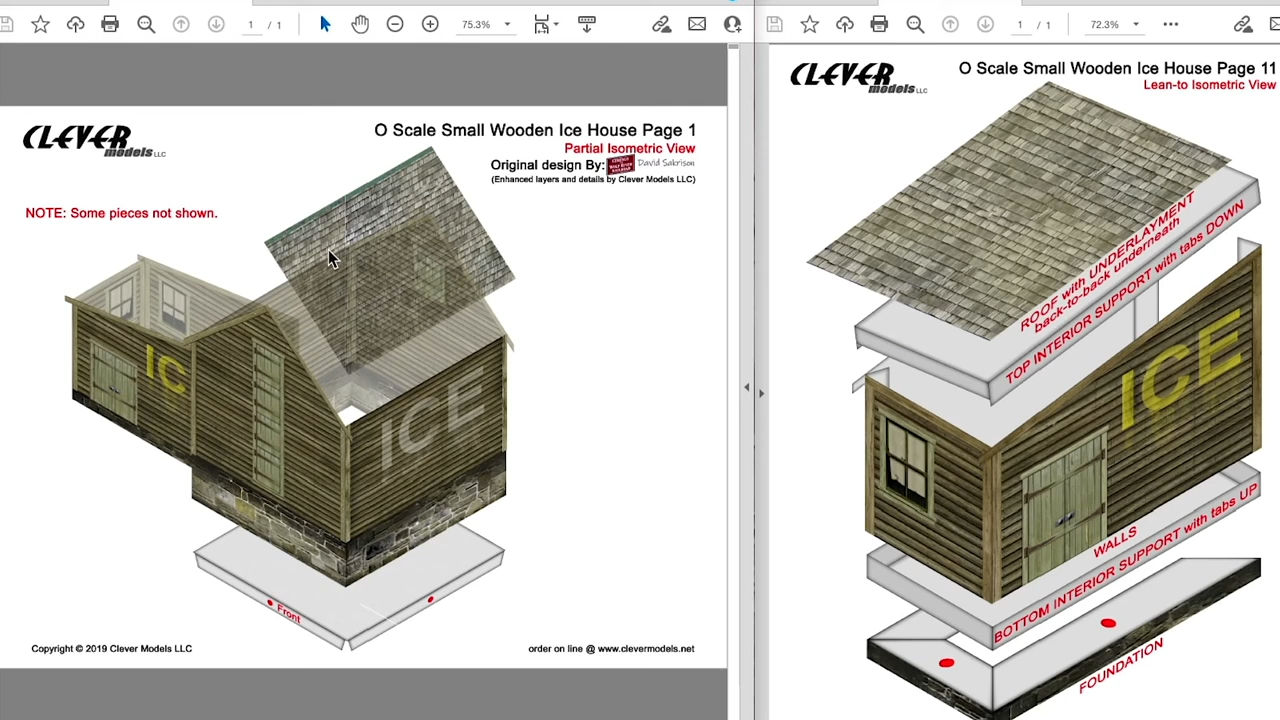 1 / 1
75.3%
CLEVER
models LLC
O Scale Small Wooden Ice House Page 1
Partial Isometric View
Original design By:
David Sakrison
(Enhanced layers and details by Clever Models LLC)
NOTE: Some pieces not shown.
IC
ICE
Front
Copyright © 2019 Clever Models LLC
order on line @ www.clevermodels.net
1 / 1
72.3%
CLEVER
models LLC
O Scale Small Wooden Ice House Page 11
Lean-to Isometric View
ROOF with UNDERLAYMENT
back-to-back underneath
TOP INTERIOR SUPPORT with tabs DOWN
ICE
WALLS
BOTTOM INTERIOR SUPPORT with tabs UP
FOUNDATION